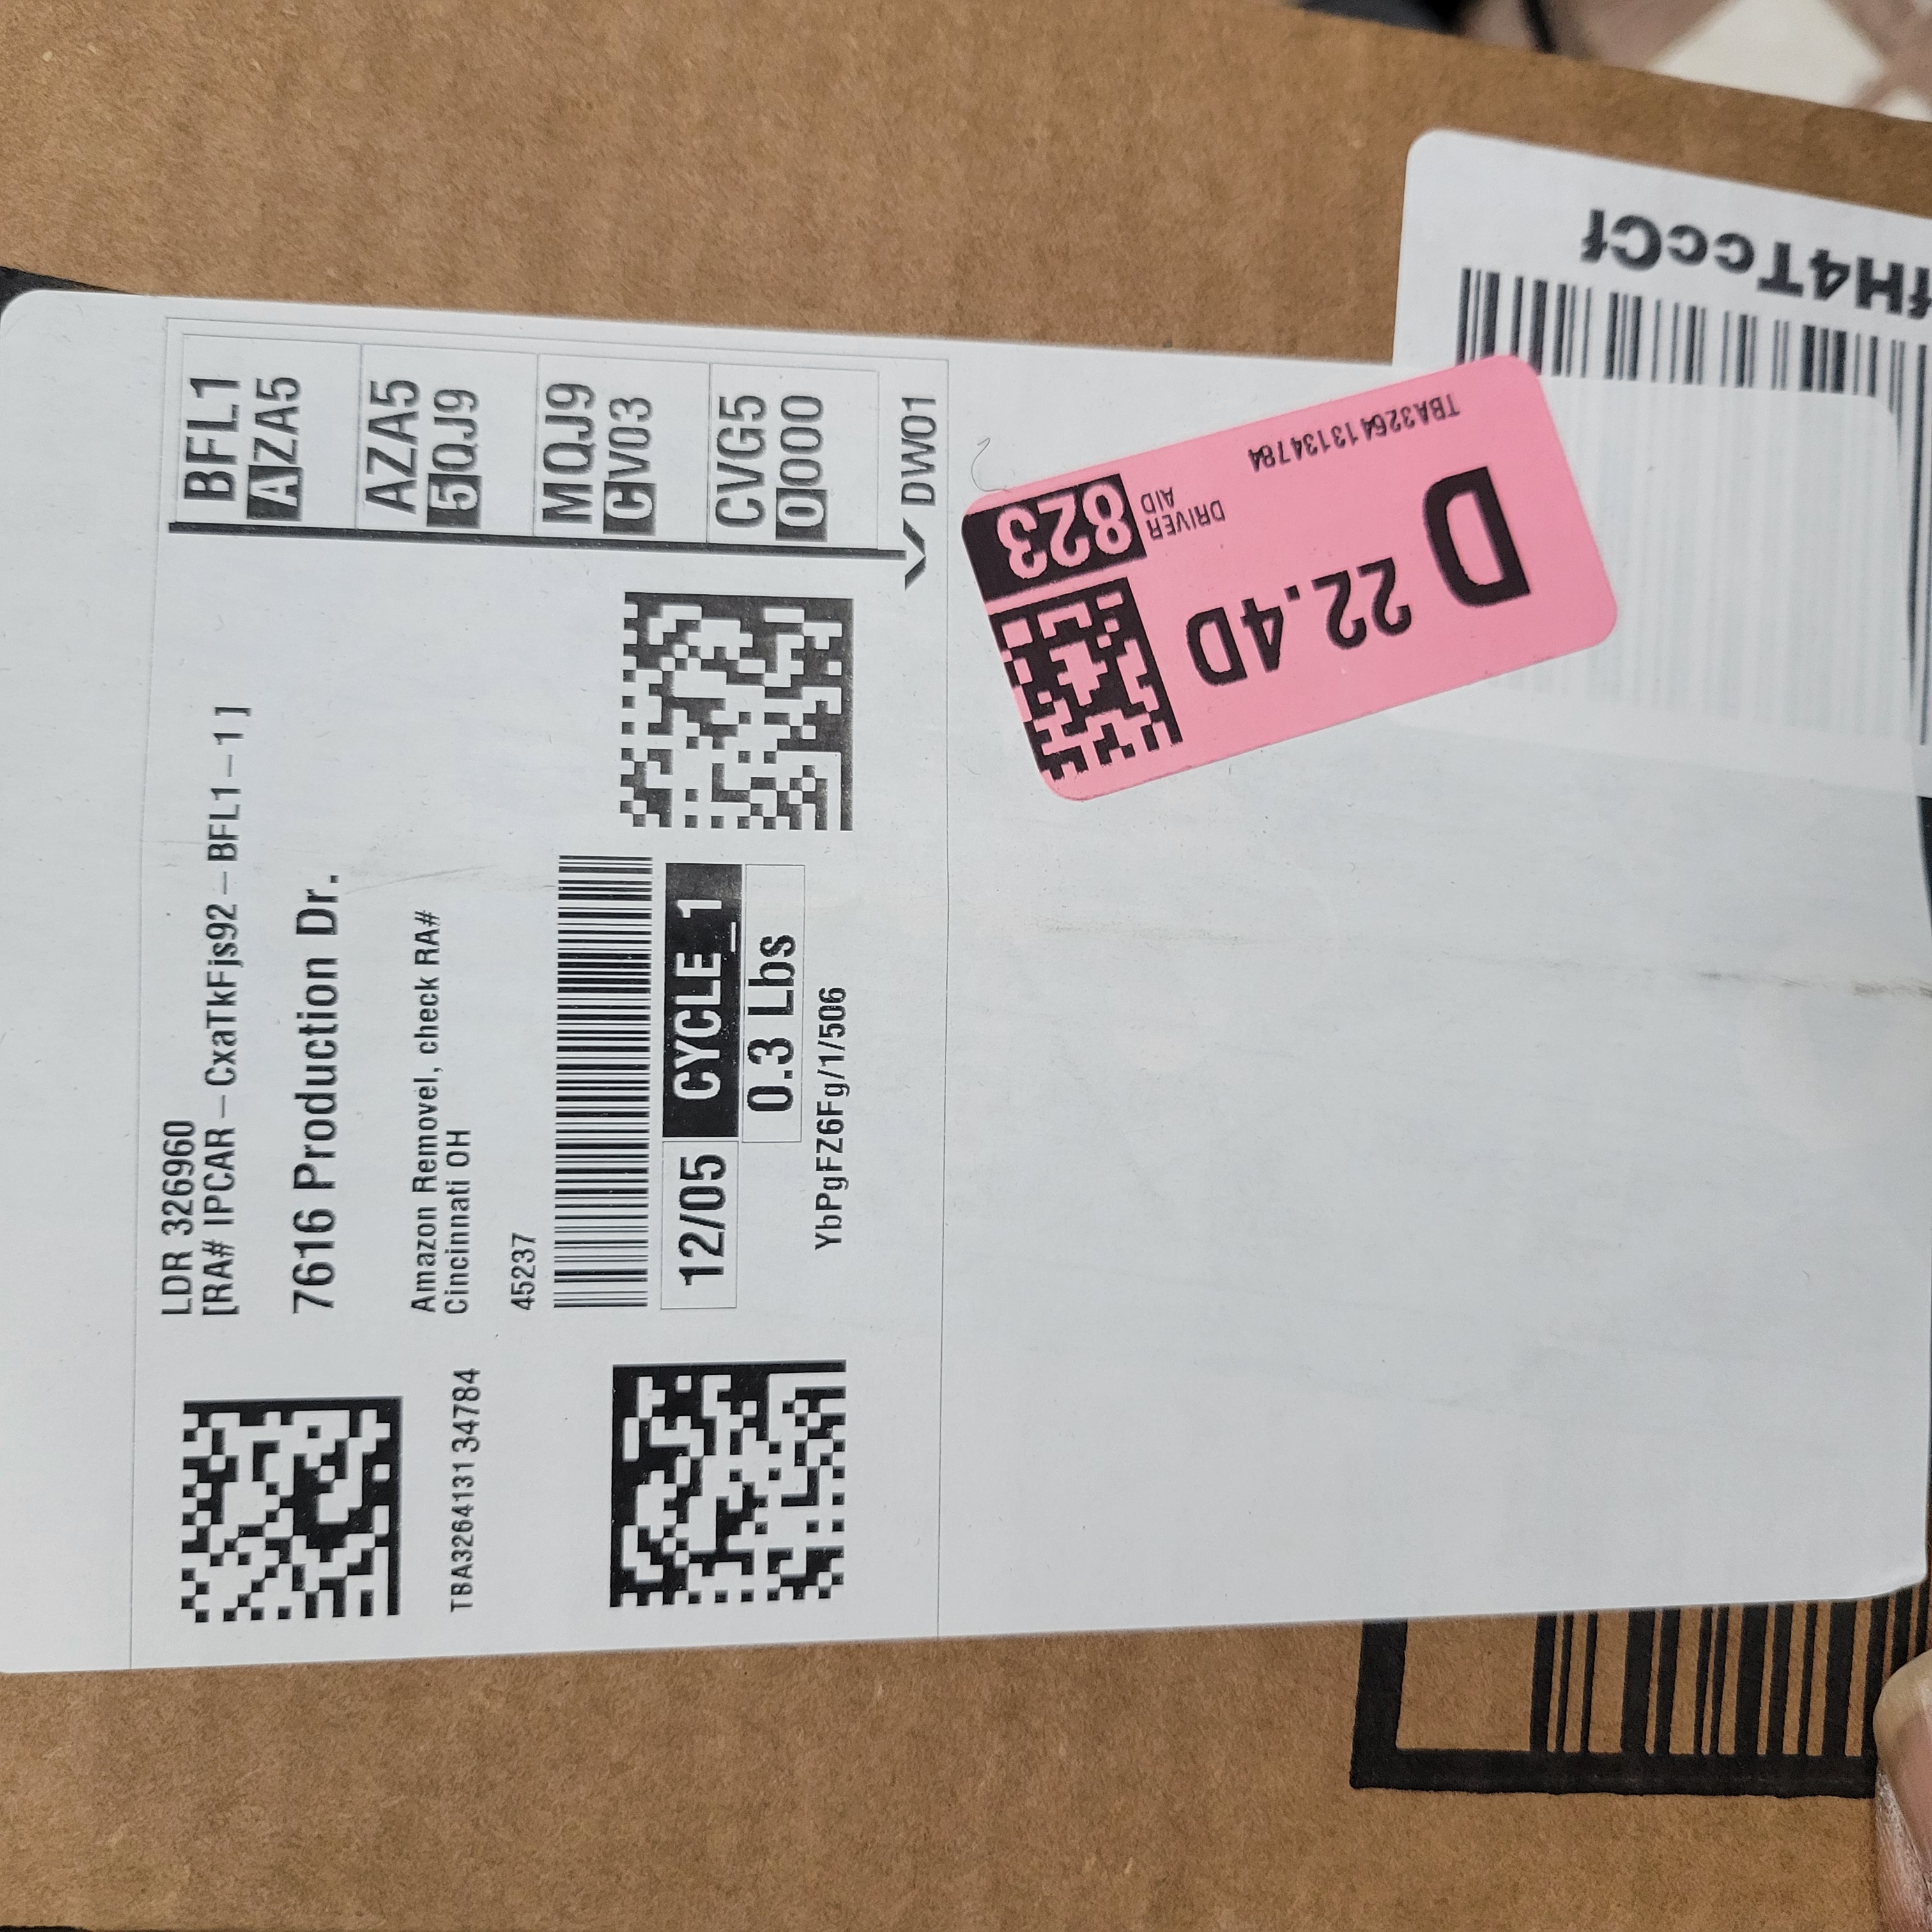 LDR 326960
[RA# IPCAR–CxaTkFjs92–BFL1–1]
7616 Production Dr.
Amazon Removel, check RA#
Cincinnati OH
45237
TBA326413134784
12/05 CYCLE_1
0.3 Lbs
YbPgFZ6Fg/1/506
BFL1
AZA5
AZA5
5QJ9
MQJ9
CV03
CVG5
0000
DW01
823
DRIVER
AID
22.4D
D
TBA326413134784
fH4TccCf